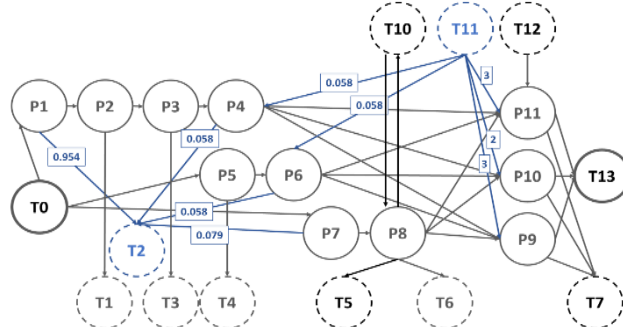 T10 T11 T12
0.058 3
P1 P2 P3 P4 0.058 P11
0.058 2
0.954 P5 P6 3 P10 T13
T0 0.058 P7 P8 P9
T2 0.079
T1 T3 T4 T5 T6 T7